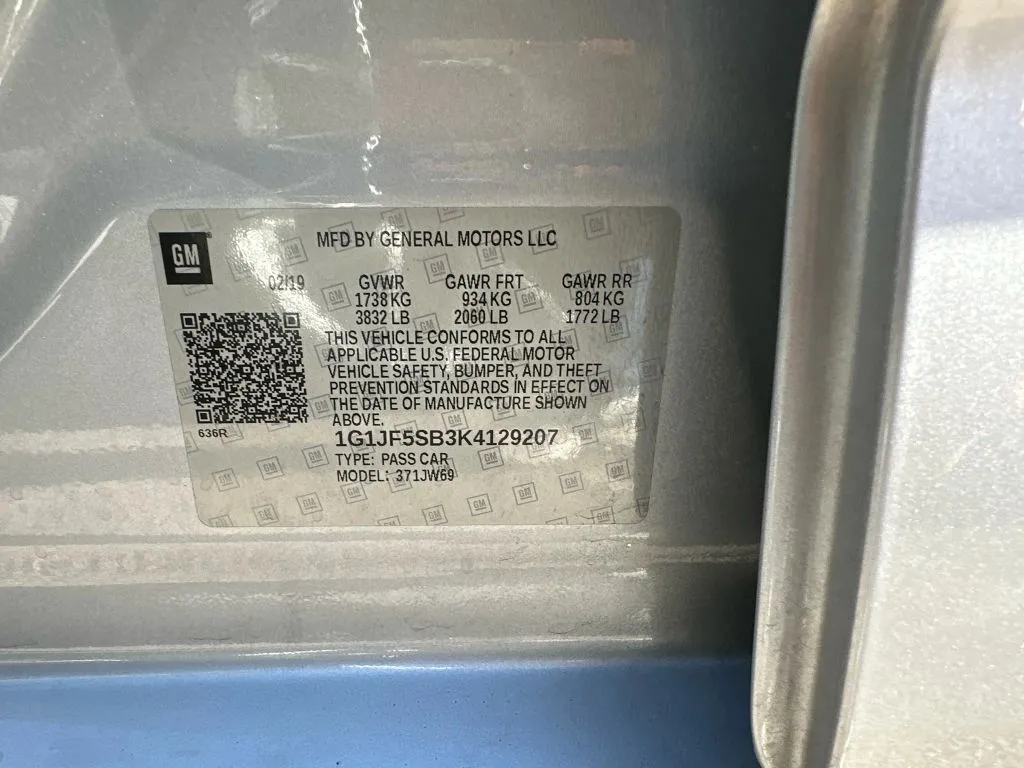 GM
MFD BY GENERAL MOTORS LLC
02/19 GVWR GAWR FRT GAWR RR
1738 KG 934 KG 804 KG
3832 LB 2060 LB 1772 LB
THIS VEHICLE CONFORMS TO ALL
APPLICABLE U.S. FEDERAL MOTOR
VEHICLE SAFETY, BUMPER, AND THEFT
PREVENTION STANDARDS IN EFFECT ON
THE DATE OF MANUFACTURE SHOWN
ABOVE.
636R
1G1JF5SB3K4129207
TYPE: PASS CAR
MODEL: 371JW69